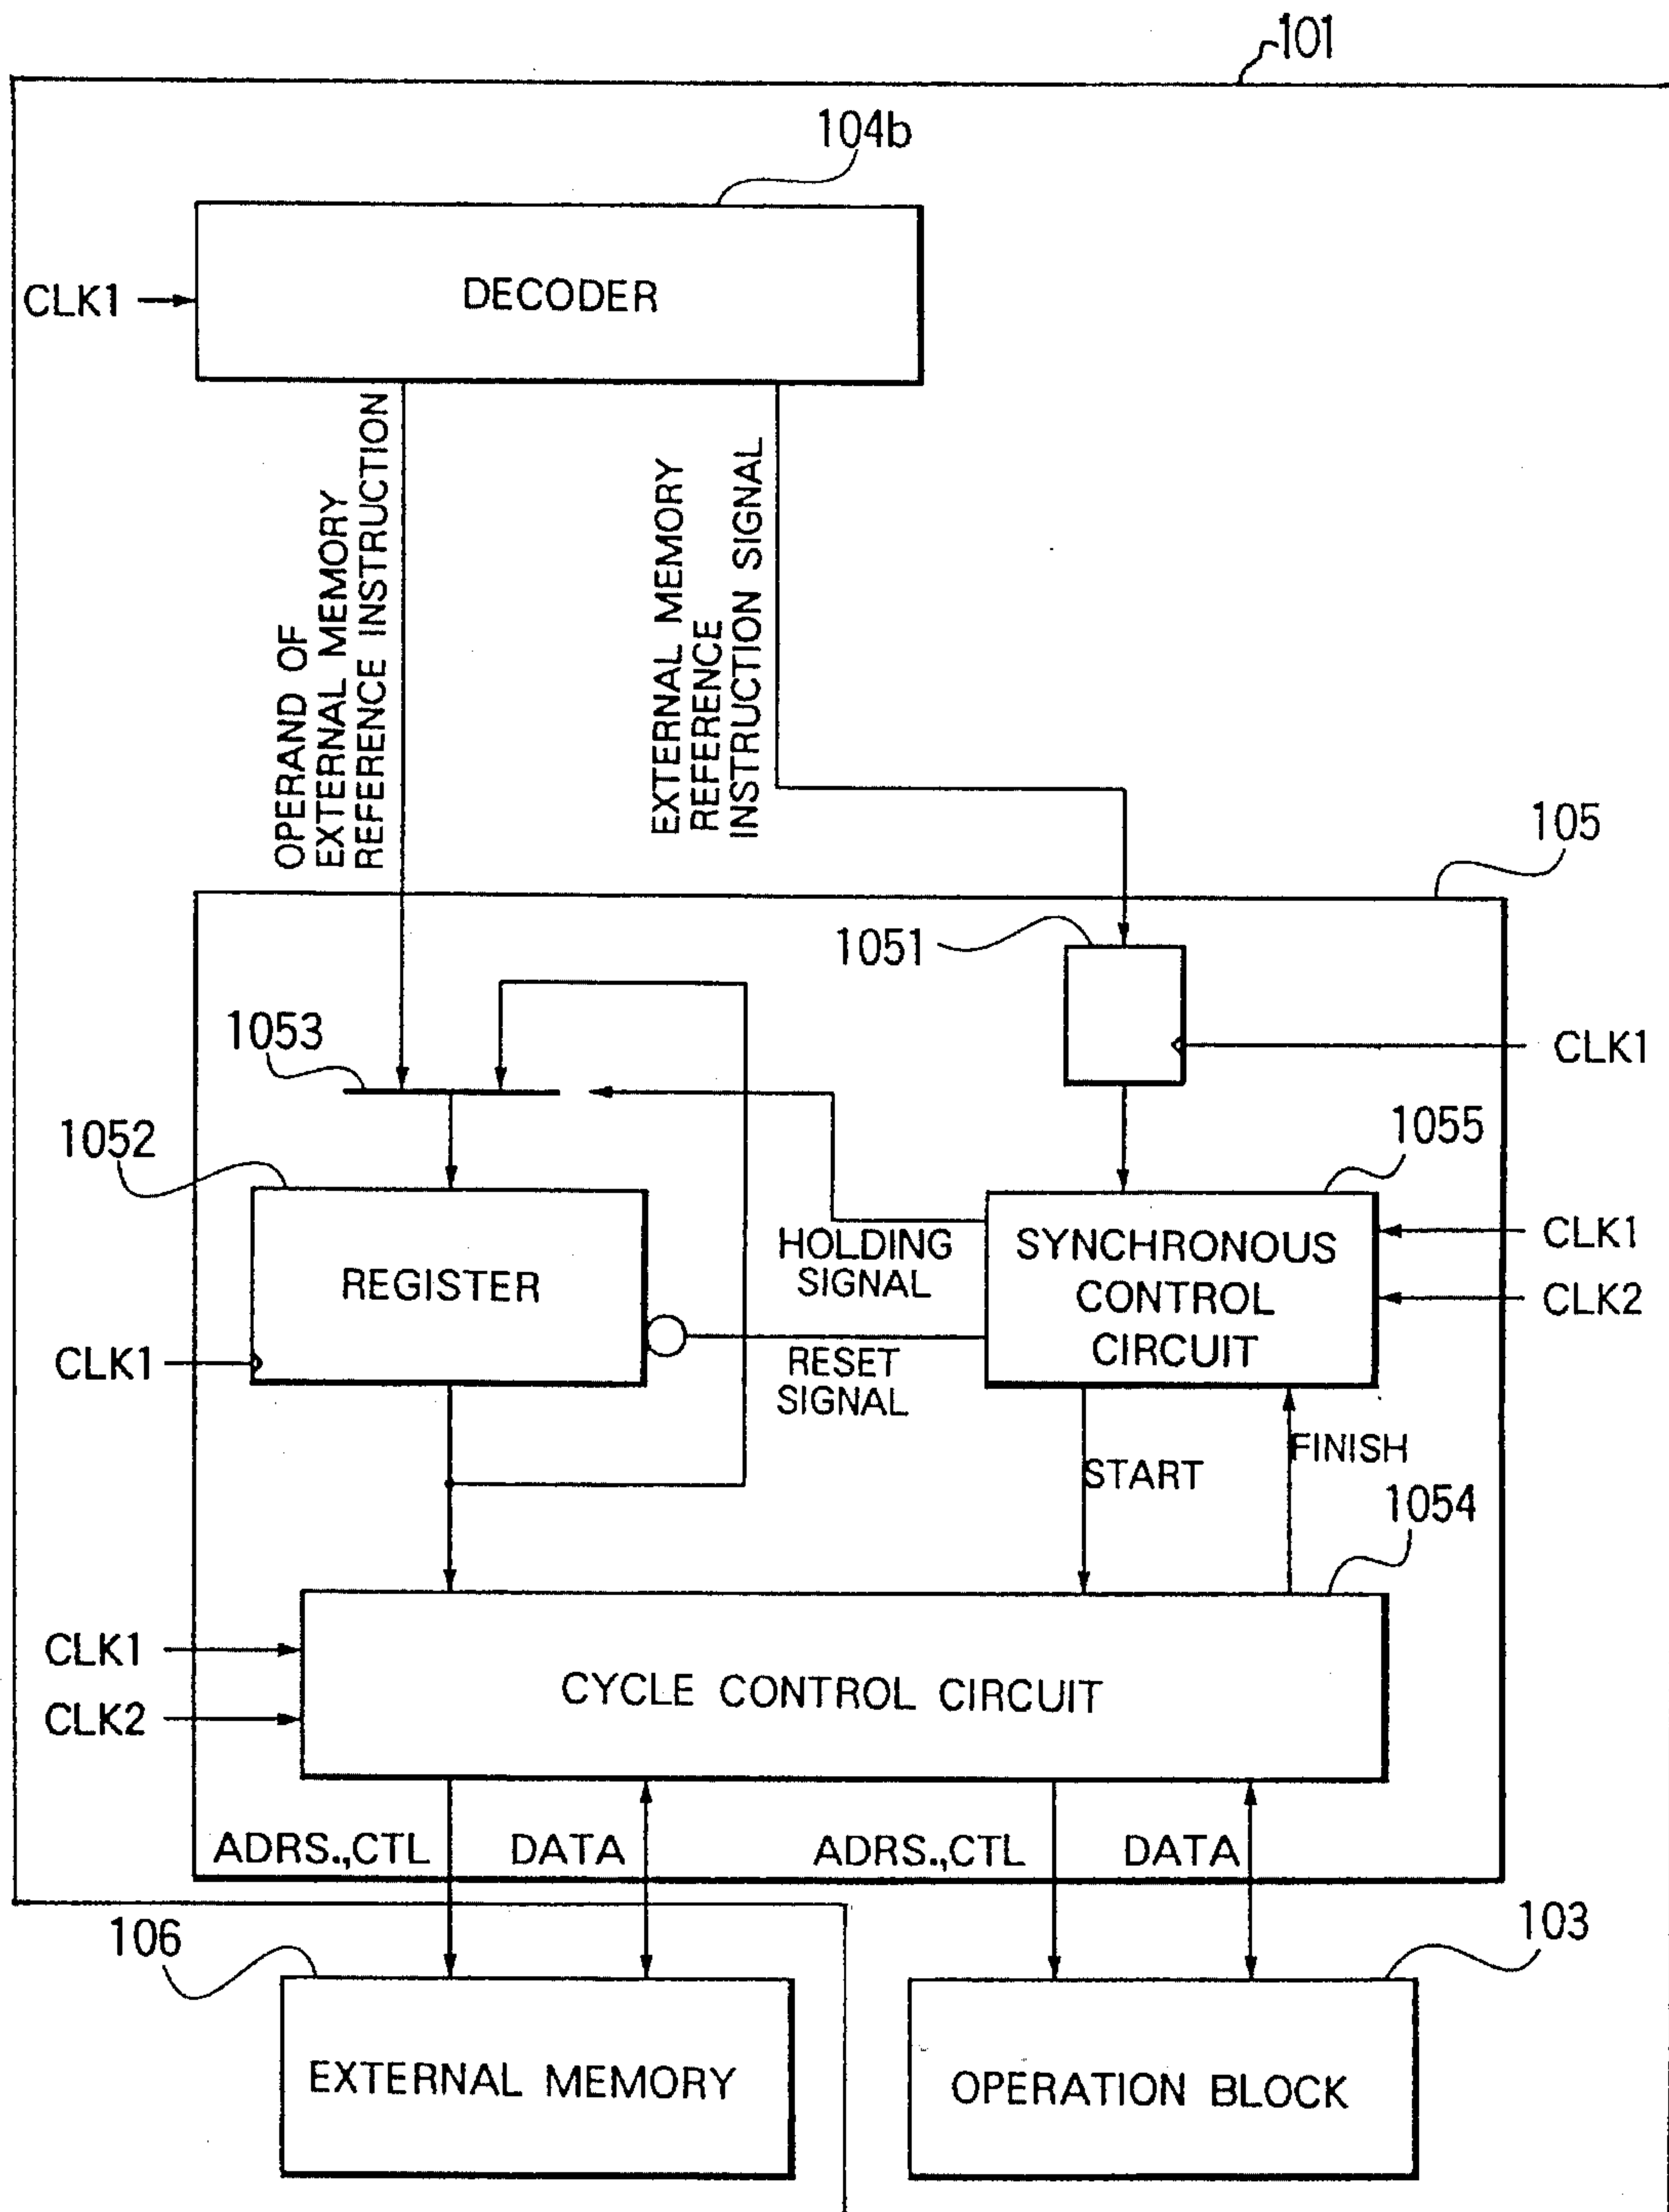 101
104b
DECODER
CLK1
OPERAND OF
EXTERNAL MEMORY
REFERENCE INSTRUCTION
EXTERNAL MEMORY
REFERENCE
INSTRUCTION SIGNAL
105
1051
CLK1
1053
1052
1055
REGISTER
HOLDING
SIGNAL
SYNCHRONOUS
CONTROL
CIRCUIT
CLK1
CLK2
CLK1
RESET
SIGNAL
START
FINISH
1054
CLK1
CLK2
CYCLE CONTROL CIRCUIT
ADRS.,CTL
DATA
ADRS.,CTL
DATA
106
103
EXTERNAL MEMORY
OPERATION BLOCK